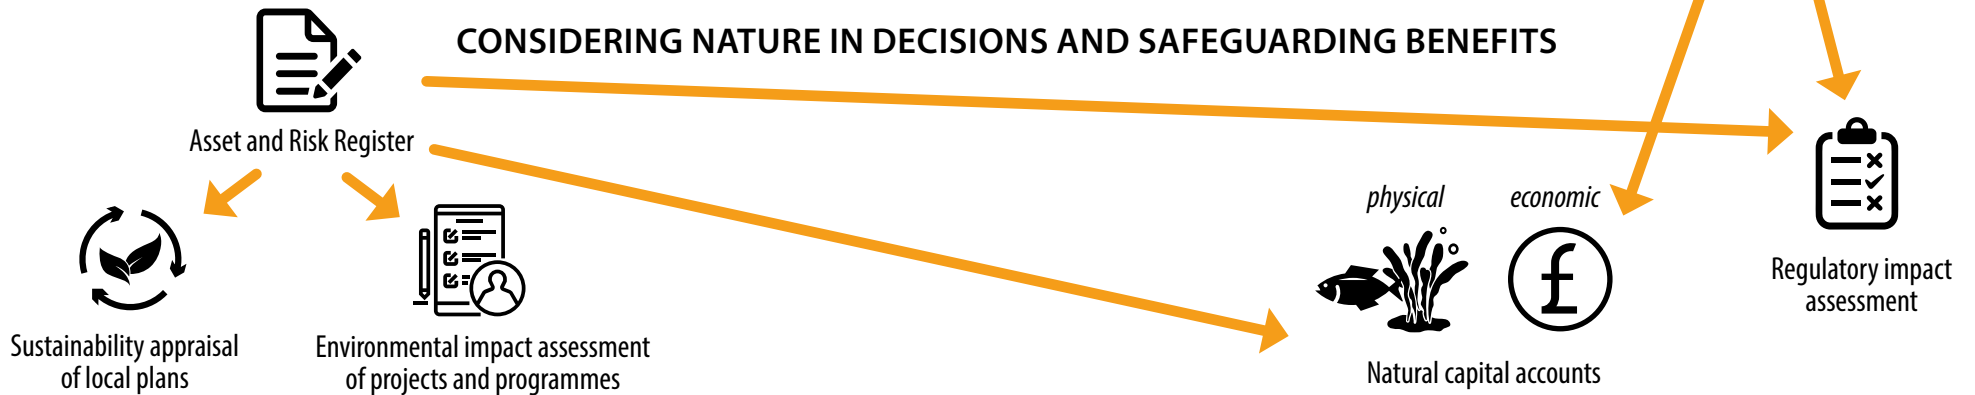 CONSIDERING NATURE IN DECISIONS AND SAFEGUARDING BENEFITS
Asset and Risk Register
Sustainability appraisal
of local plans
Environmental impact assessment
of projects and programmes
physical
economic
£
Natural capital accounts
Regulatory impact
assessment